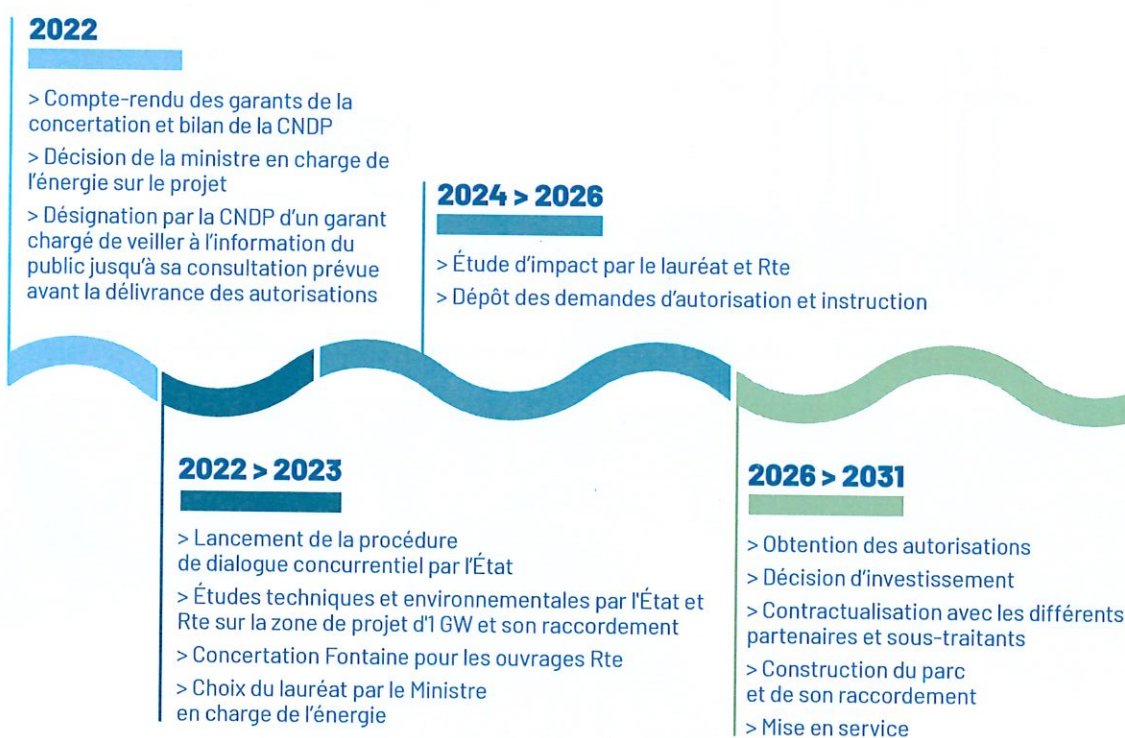 2022
> Compte-rendu des garants de la
concertation et bilan de la CNDP
> Décision de la ministre en charge de
l'énergie sur le projet
> Désignation par la CNDP d'un garant
chargé de veiller à l'information du
public jusqu'à sa consultation prévue
avant la délivrance des autorisations
2022 > 2023
> Lancement de la procédure
de dialogue concurrentiel par l'État
> Études techniques et environnementales par l'État et
Rte sur la zone de projet d'1 GW et son raccordement
> Concertation Fontaine pour les ouvrages Rte
> Choix du lauréat par le Ministre
en charge de l'énergie
2024 > 2026
> Étude d'impact par le lauréat et Rte
> Dépôt des demandes d'autorisation et instruction
2026 > 2031
> Obtention des autorisations
> Décision d'investissement
> Contractualisation avec les différents
partenaires et sous-traitants
> Construction du parc
et de son raccordement
> Mise en service